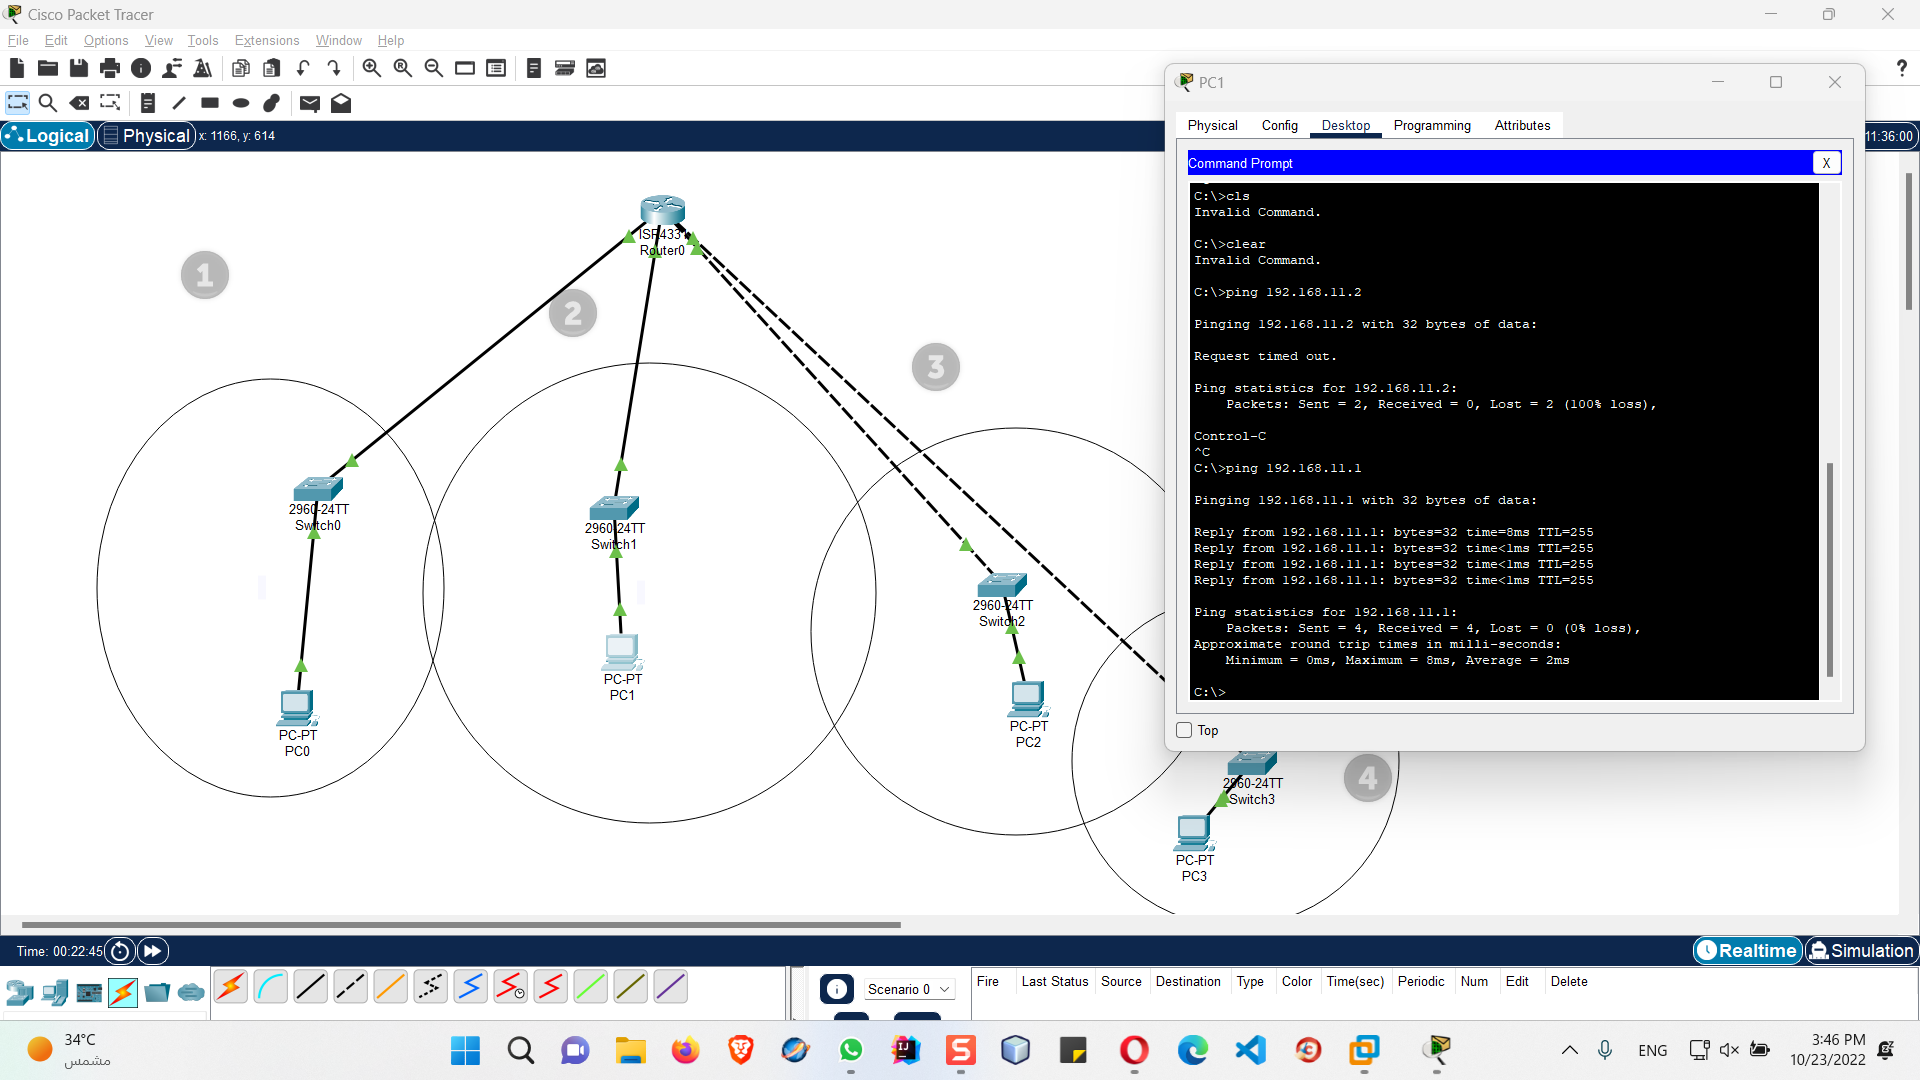 Cisco Packet Tracer
File Edit Options View Tools Extensions Window Help
Logical Physical x: 1166, y: 614
11:36:00
ISR4331
Router0
1
2
3
4
2960-24TT
Switch0
2960-24TT
Switch1
2960-24TT
Switch2
2960-24TT
Switch3
PC-PT
PC0
PC-PT
PC1
PC-PT
PC2
PC-PT
PC3
PC1
Physical Config Desktop Programming Attributes
Command Prompt X
C:\>cls
Invalid Command.
C:\>clear
Invalid Command.
C:\>ping 192.168.11.2
Pinging 192.168.11.2 with 32 bytes of data:
Request timed out.
Ping statistics for 192.168.11.2:
Packets: Sent = 2, Received = 0, Lost = 2 (100% loss),
Control-C
^C
C:\>ping 192.168.11.1
Pinging 192.168.11.1 with 32 bytes of data:
Reply from 192.168.11.1: bytes=32 time=8ms TTL=255
Reply from 192.168.11.1: bytes=32 time<1ms TTL=255
Reply from 192.168.11.1: bytes=32 time<1ms TTL=255
Reply from 192.168.11.1: bytes=32 time<1ms TTL=255
Ping statistics for 192.168.11.1:
Packets: Sent = 4, Received = 4, Lost = 0 (0% loss),
Approximate round trip times in milli-seconds:
Minimum = 0ms, Maximum = 8ms, Average = 2ms
C:\>
Top
Time: 00:22:45
Realtime Simulation
Scenario 0
Fire Last Status Source Destination Type Color Time(sec) Periodic Num Edit Delete
34°C
مشمس
ENG
3:46 PM
10/23/2022